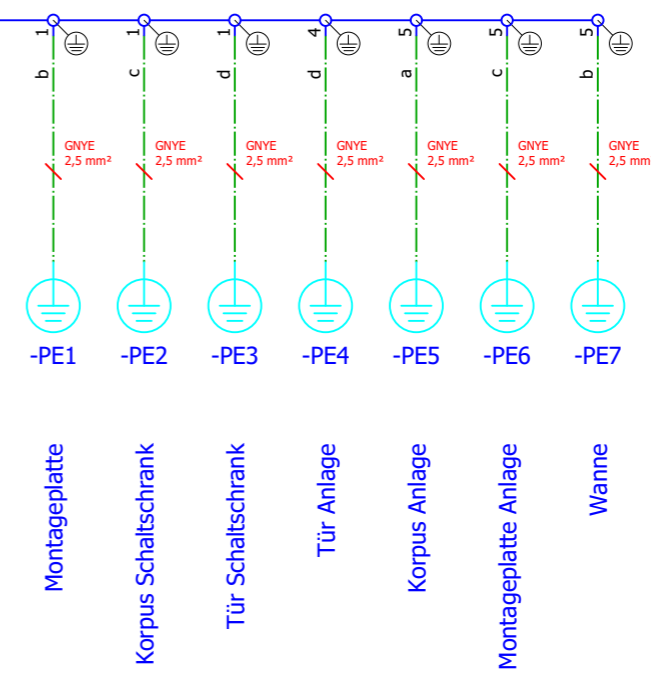 1 1 1 4 5 5 5
b c d d a c b
GNYE GNYE GNYE GNYE GNYE GNYE GNYE
2,5 mm² 2,5 mm² 2,5 mm² 2,5 mm² 2,5 mm² 2,5 mm² 2,5 mm
-PE1 -PE2 -PE3 -PE4 -PE5 -PE6 -PE7
Montageplatte
Korpus Schaltschrank
Tür Schaltschrank
Tür Anlage
Korpus Anlage
Montageplatte Anlage
Wanne